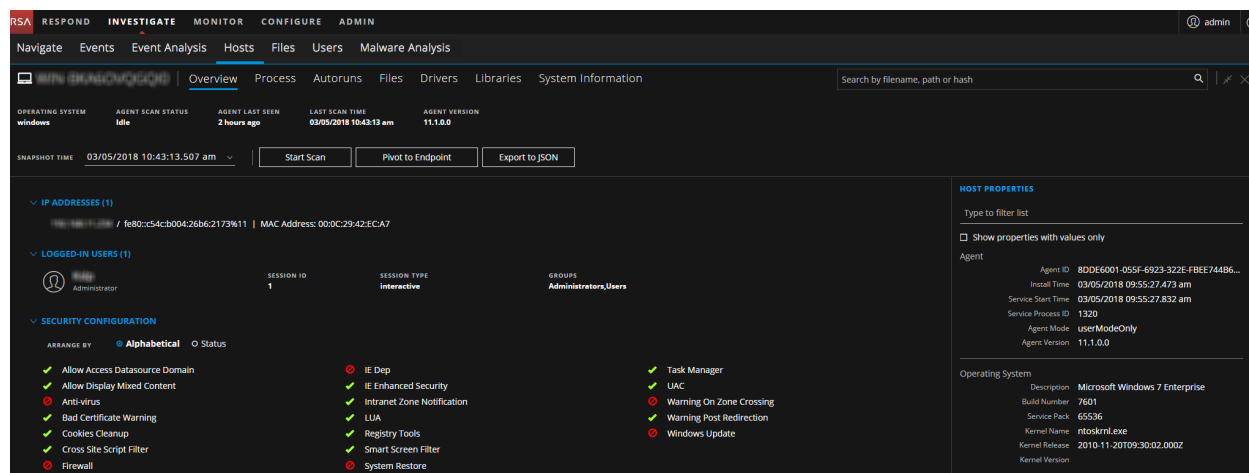 RSA RESPOND INVESTIGATE MONITOR CONFIGURE ADMIN admin
Navigate Events Event Analysis Hosts Files Users Malware Analysis
Overview Process Autoruns Files Drivers Libraries System Information Search by filename, path or hash
OPERATING SYSTEM AGENT SCAN STATUS AGENT LAST SEEN LAST SCAN TIME AGENT VERSION
windows Idle 2 hours ago 03/05/2018 10:43:13 am 11.1.0.0
SNAPSHOT TIME 03/05/2018 10:43:13.507 am Start Scan Pivot to Endpoint Export to JSON
IP ADDRESSES (1)
/ fe80::c54c:b004:26b6:2173%11 | MAC Address: 00:0C:29:42:EC:A7
LOGGED-IN USERS (1)
SESSION ID SESSION TYPE GROUPS
Administrator 1 interactive Administrators,Users
SECURITY CONFIGURATION
ARRANGE BY Alphabetical Status
Allow Access Datasource Domain IE Dep Task Manager
Allow Display Mixed Content IE Enhanced Security UAC
Anti-virus Intranet Zone Notification Warning On Zone Crossing
Bad Certificate Warning LUA Warning Post Redirection
Cookies Cleanup Registry Tools Windows Update
Cross Site Script Filter Smart Screen Filter
Firewall System Restore
HOST PROPERTIES
Type to filter list
Show properties with values only
Agent
Agent ID 8DDE6001-055F-6923-322E-FBEE744B6...
Install Time 03/05/2018 09:55:27.473 am
Service Start Time 03/05/2018 09:55:27.832 am
Service Process ID 1320
Agent Mode userModeOnly
Agent Version 11.1.0.0
Operating System
Description Microsoft Windows 7 Enterprise
Build Number 7601
Service Pack 65536
Kernel Name ntoskrnl.exe
Kernel Release 2010-11-20T09:30:02.000Z
Kernel Version